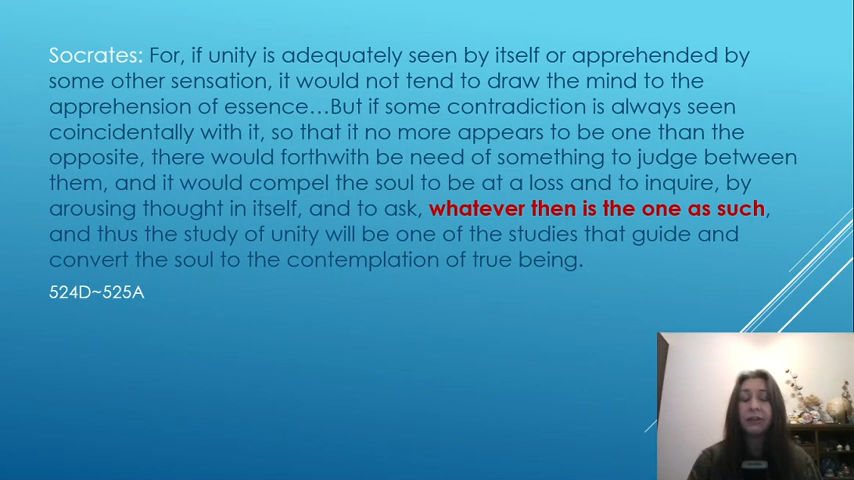 Socrates: For, if unity is adequately seen by itself or apprehended by
some other sensation, it would not tend to draw the mind to the
apprehension of essence…But if some contradiction is always seen
coincidentally with it, so that it no more appears to be one than the
opposite, there would forthwith be need of something to judge between
them, and it would compel the soul to be at a loss and to inquire, by
arousing thought in itself, and to ask, whatever then is the one as such,
and thus the study of unity will be one of the studies that guide and
convert the soul to the contemplation of true being.
524D~525A